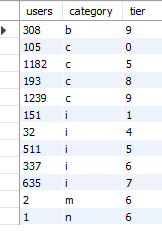 users category tier
308 b 9
105 c 0
1182 c 5
193 c 8
1239 c 9
151 i 1
32 i 4
511 i 5
337 i 6
635 i 7
2 m 6
1 n 6